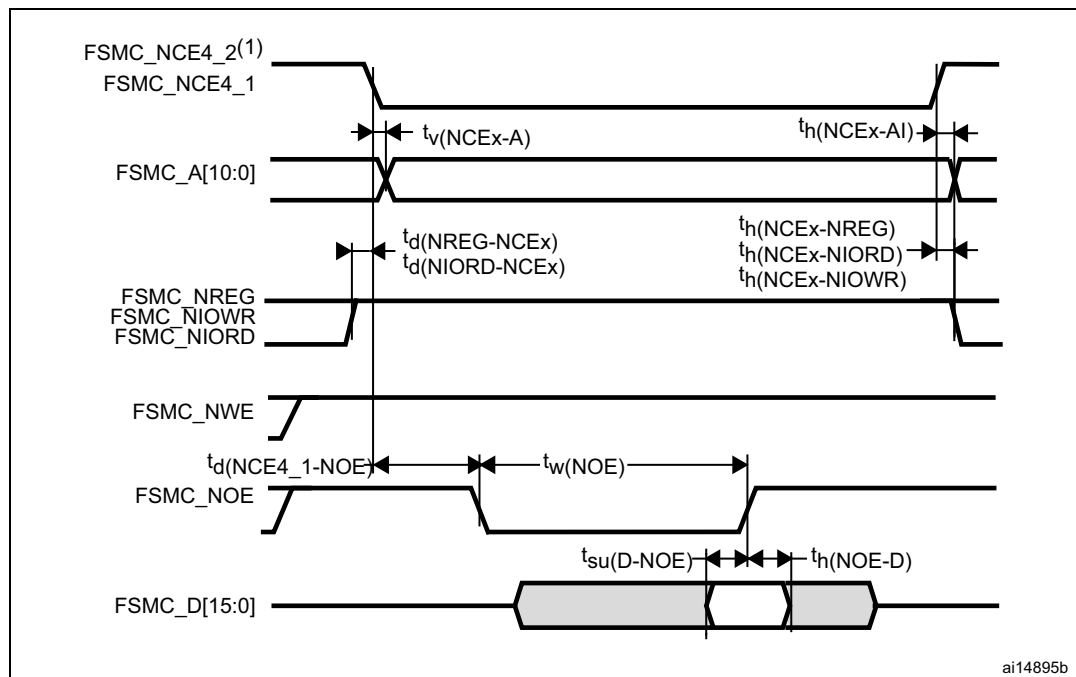 FSMC_NCE4_2(1)
FSMC_NCE4_1
tv(NCEx-A)
th(NCEx-AI)
FSMC_A[10:0]
td(NREG-NCEx)
td(NIORD-NCEx)
th(NCEx-NREG)
th(NCEx-NIORD)
th(NCEx-NIOWR)
FSMC_NREG
FSMC_NIOWR
FSMC_NIORD
FSMC_NWE
td(NCE4_1-NOE)
tw(NOE)
FSMC_NOE
tsu(D-NOE)
th(NOE-D)
FSMC_D[15:0]
ai14895b